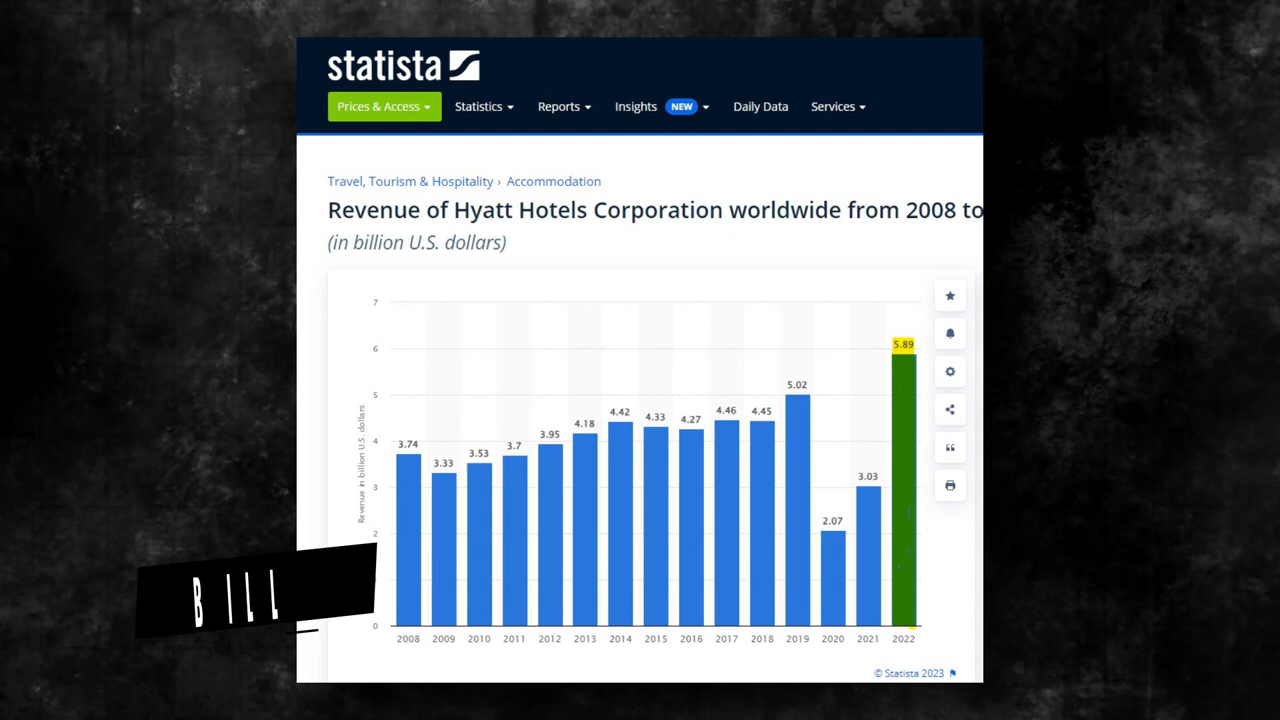 statista
Prices & Access Statistics Reports Insights NEW Daily Data Services
Travel, Tourism & Hospitality › Accommodation
Revenue of Hyatt Hotels Corporation worldwide from 2008 to
(in billion U.S. dollars)
Revenue in billion U.S. dollars
7
6
5
4
3
2
0
3.74 3.33 3.53 3.7 3.95 4.18 4.42 4.33 4.27 4.46 4.45 5.02 2.07 3.03 5.89
2008 2009 2010 2011 2012 2013 2014 2015 2016 2017 2018 2019 2020 2021 2022
© Statista 2023
BILL